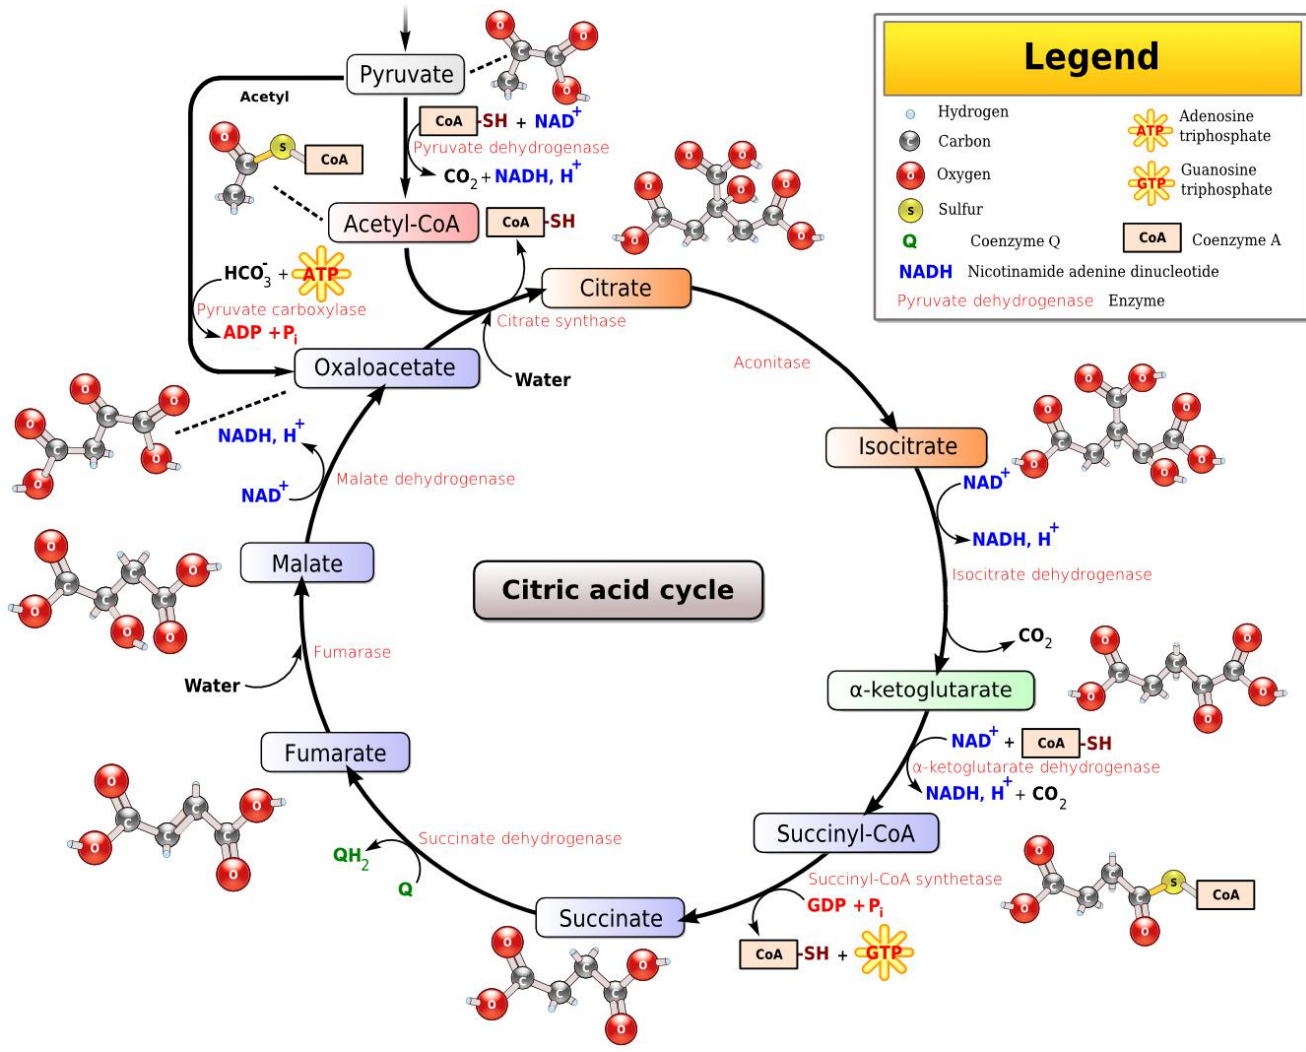 Pyruvate
Acetyl
CoA-SH + NAD+
Pyruvate dehydrogenase
CO2 + NADH, H+
S
CoA
Acetyl-CoA
CoA-SH
HCO3- + ATP
Pyruvate carboxylase
ADP + Pi
Citrate
Citrate synthase
Water
Oxaloacetate
Aconitase
Isocitrate
NAD+
NADH, H+
Isocitrate dehydrogenase
CO2
α-ketoglutarate
NAD+ + CoA-SH
α-ketoglutarate dehydrogenase
NADH, H+ + CO2
Succinyl-CoA
S
CoA
Succinyl-CoA synthetase
GDP + Pi
CoA-SH + GTP
Succinate
Succinate dehydrogenase
QH2
Q
Fumarate
Fumarase
Water
Malate
Malate dehydrogenase
NAD+
NADH, H+
Citric acid cycle
Legend
Hydrogen
C Carbon
O Oxygen
S Sulfur
Q Coenzyme Q
NADH Nicotinamide adenine dinucleotide
Pyruvate dehydrogenase Enzyme
ATP Adenosine
triphosphate
GTP Guanosine
triphosphate
CoA Coenzyme A